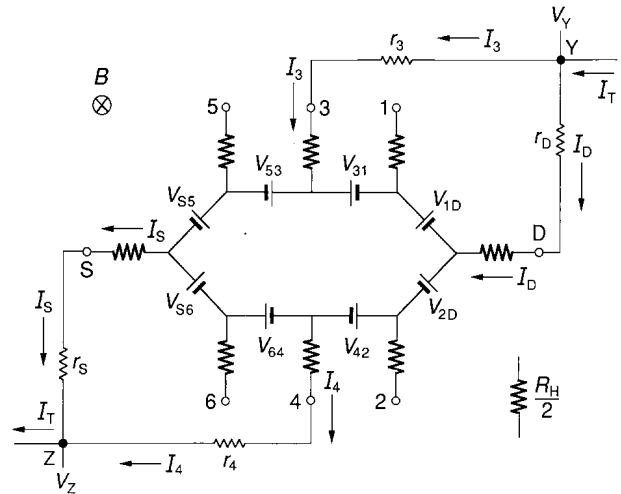 V_Y
I_3
r_3
Y
I_T
B
I_3
5
3
1
r_D
I_D
V_53
V_31
V_S5
V_1D
I_S
S
D
I_D
I_S
V_S6
V_2D
r_S
V_64
V_42
R_H
2
I_4
I_T
6
4
2
Z
V_Z
I_4
r_4